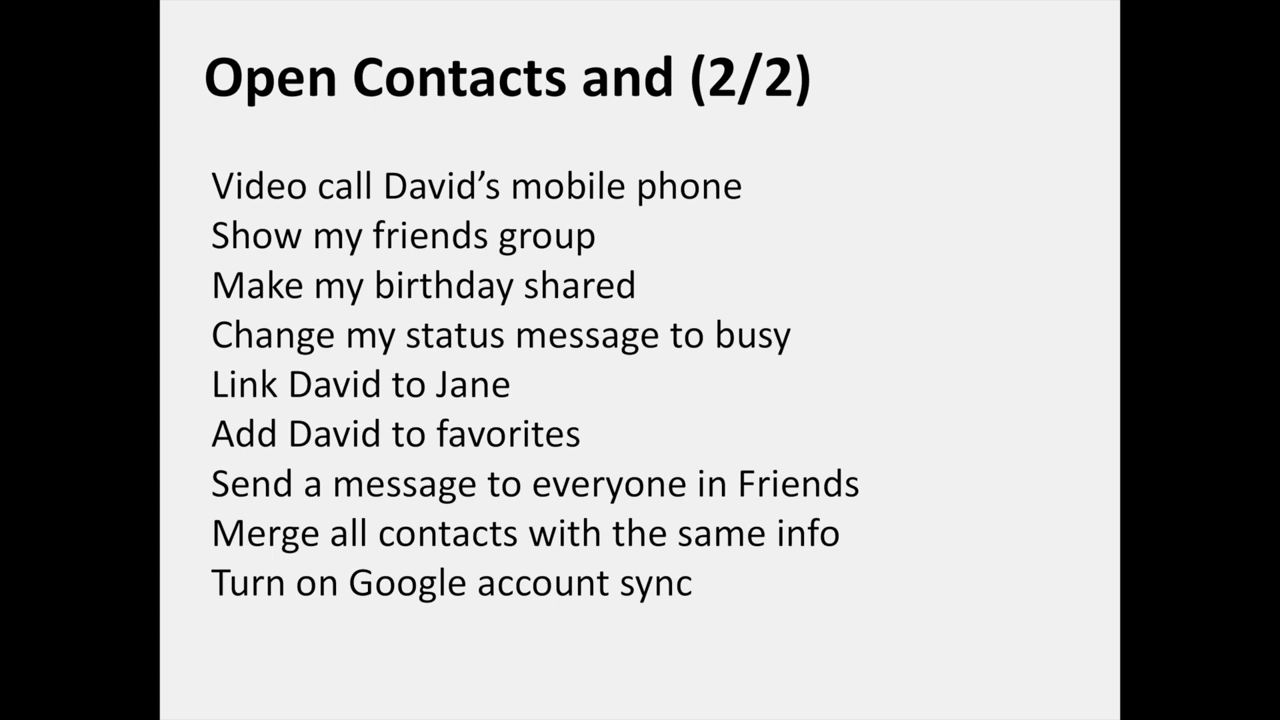 Open Contacts and (2/2)
Video call David’s mobile phone
Show my friends group
Make my birthday shared
Change my status message to busy
Link David to Jane
Add David to favorites
Send a message to everyone in Friends
Merge all contacts with the same info
Turn on Google account sync